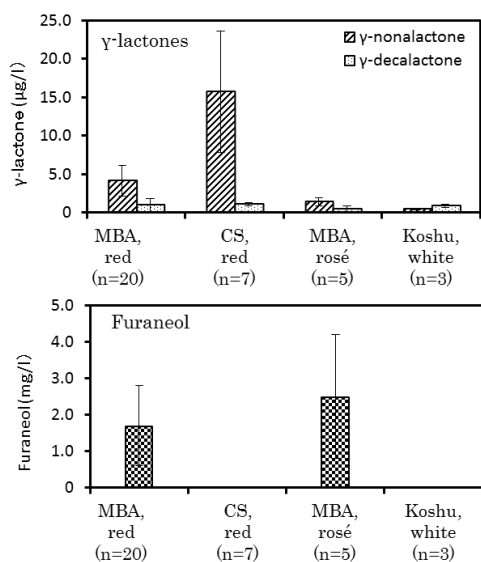 γ-lactones
γ-nonalactone
γ-decalactone
γ-lactone (µg/l)
25.0
20.0
15.0
10.0
5.0
0
MBA, red (n=20)
CS, red (n=7)
MBA, rosé (n=5)
Koshu, white (n=3)
Furaneol
Furaneol (mg/l)
5.0
4.0
3.0
2.0
1.0
0
MBA, red (n=20)
CS, red (n=7)
MBA, rosé (n=5)
Koshu, white (n=3)